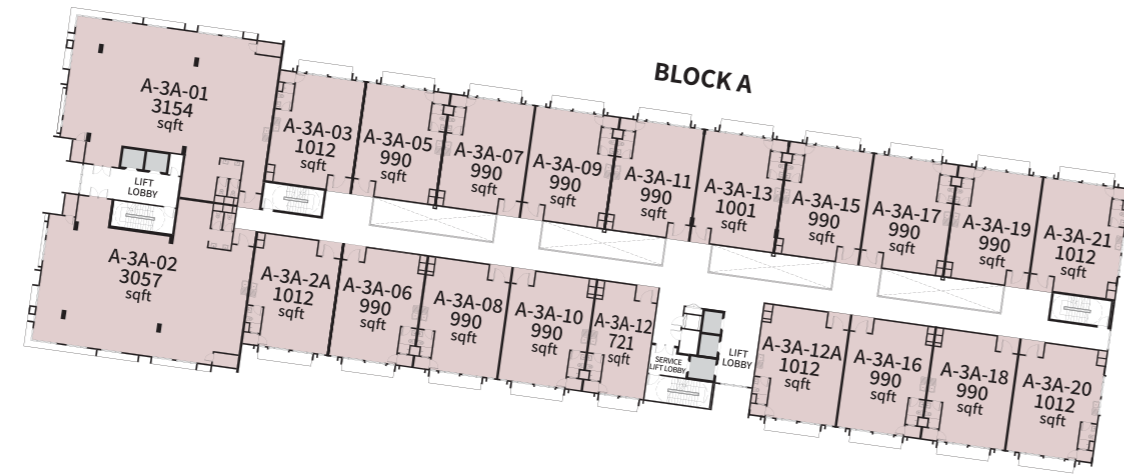 BLOCK A
A-3A-01
3154
sqft
A-3A-03
1012
sqft
A-3A-05
990
sqft
A-3A-07
990
sqft
A-3A-09
990
sqft
A-3A-11
990
sqft
A-3A-13
1001
sqft
A-3A-15
990
sqft
A-3A-17
990
sqft
A-3A-19
990
sqft
A-3A-21
1012
sqft
LIFT
LOBBY
A-3A-02
3057
sqft
A-3A-2A
1012
sqft
A-3A-06
990
sqft
A-3A-08
990
sqft
A-3A-10
990
sqft
A-3A-12
721
sqft
SERVICE
LIFT LOBBY
LIFT
LOBBY
A-3A-12A
1012
sqft
A-3A-16
990
sqft
A-3A-18
990
sqft
A-3A-20
1012
sqft